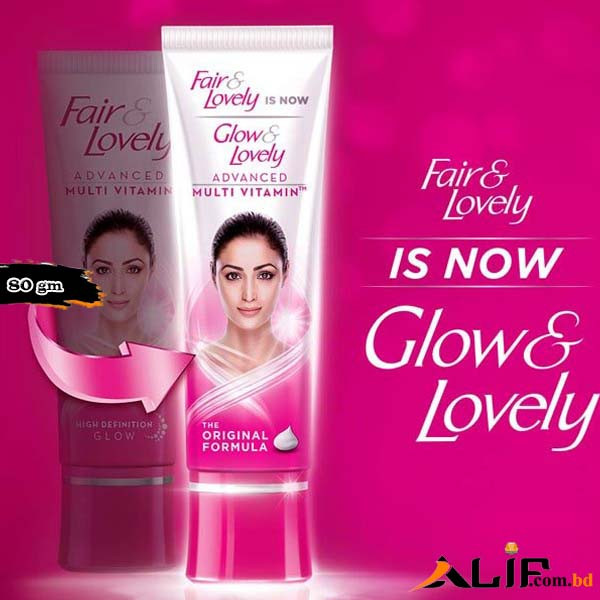 Fair &
Lovely
ADVANCED
MULTI VITAMIN
80 gm
HIGH DEFINITION
GLOW
Fair &
Lovely IS NOW
Glow &
Lovely
ADVANCED
MULTI VITAMIN™
THE
ORIGINAL
FORMULA
Fair &
Lovely
IS NOW
Glow &
Lovely
ALIF.com.bd